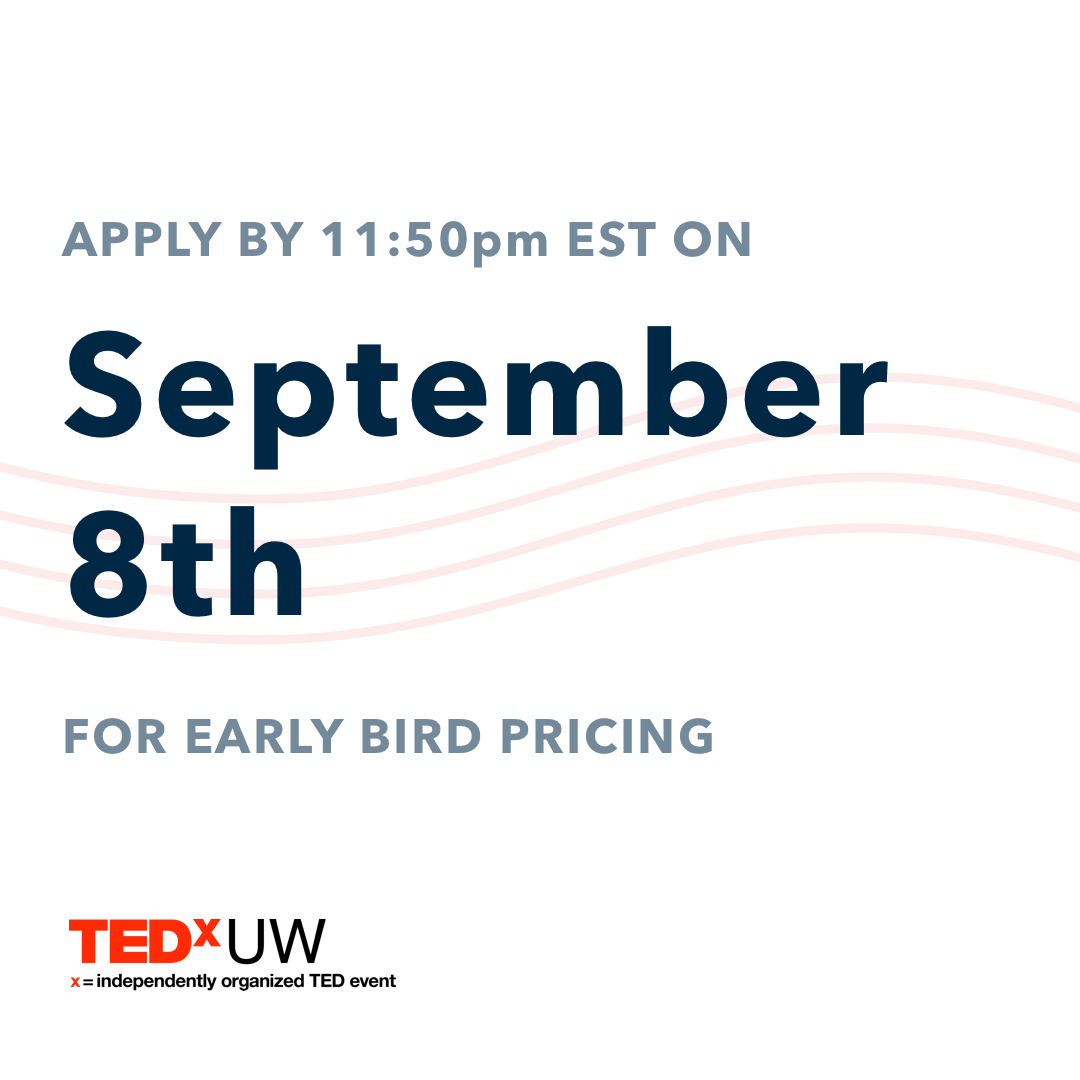 APPLY BY 11:50pm EST ON
September
8th
FOR EARLY BIRD PRICING
TEDxUW
x = independently organized TED event